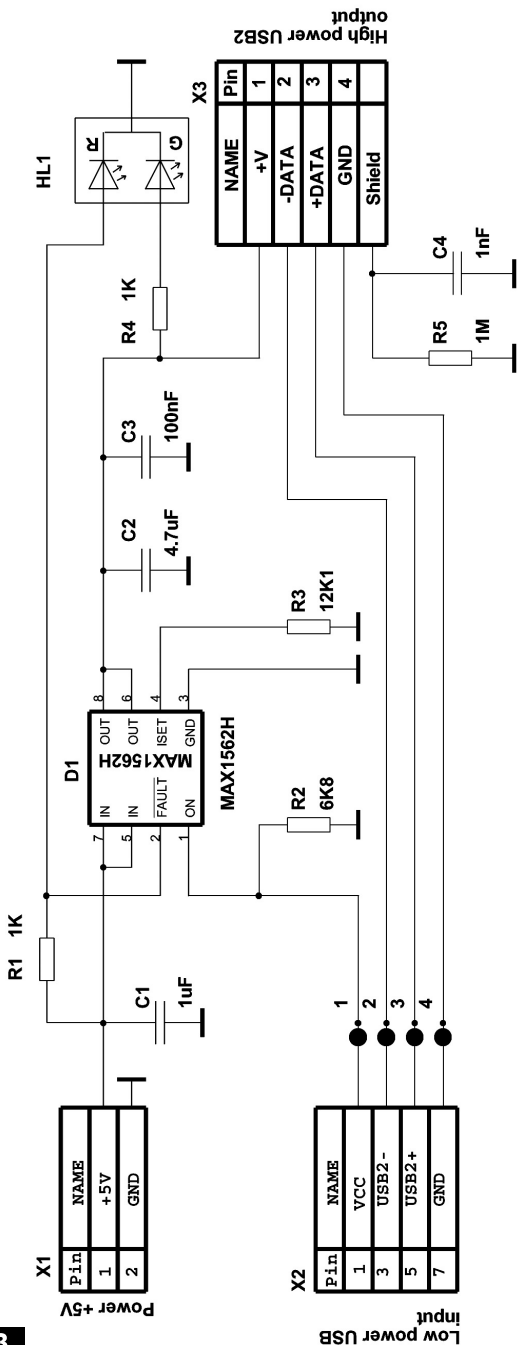 X1
Pin NAME
1 +5V
2 GND
Power +5V
R1 1K
C1
1uF
D1
7 IN
5 IN
2 FAULT
1 ON
OUT 8
OUT 6
ISET 4
GND 3
MAX1562H
MAX1562H
C2
4.7uF
C3
100nF
R4 1K
HL1
R
G
R2
6K8
R3
12K1
X2
Pin NAME
1 VCC
3 USB2-
5 USB2+
7 GND
Low power USB
input
1
2
3
4
X3
NAME Pin
+V 1
-DATA 2
+DATA 3
GND 4
Shield
High power USB2
output
R5
1M
C4
1nF